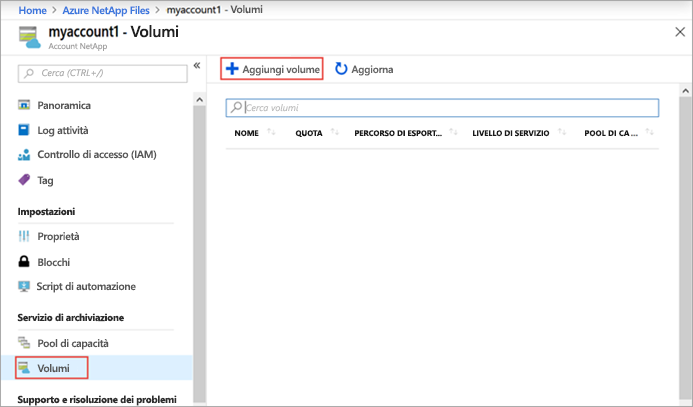 Home > Azure NetApp Files > myaccount1 - Volumi
myaccount1 - Volumi
Account NetApp
Cerca (CTRL+/)
«
Panoramica
Log attività
Controllo di accesso (IAM)
Tag
Impostazioni
Proprietà
Blocchi
Script di automazione
Servizio di archiviazione
Pool di capacità
Volumi
Supporto e risoluzione dei problemi
Aggiungi volume Aggiorna
Cerca volumi
NOME QUOTA PERCORSO DI ESPORT... LIVELLO DI SERVIZIO POOL DI CA...